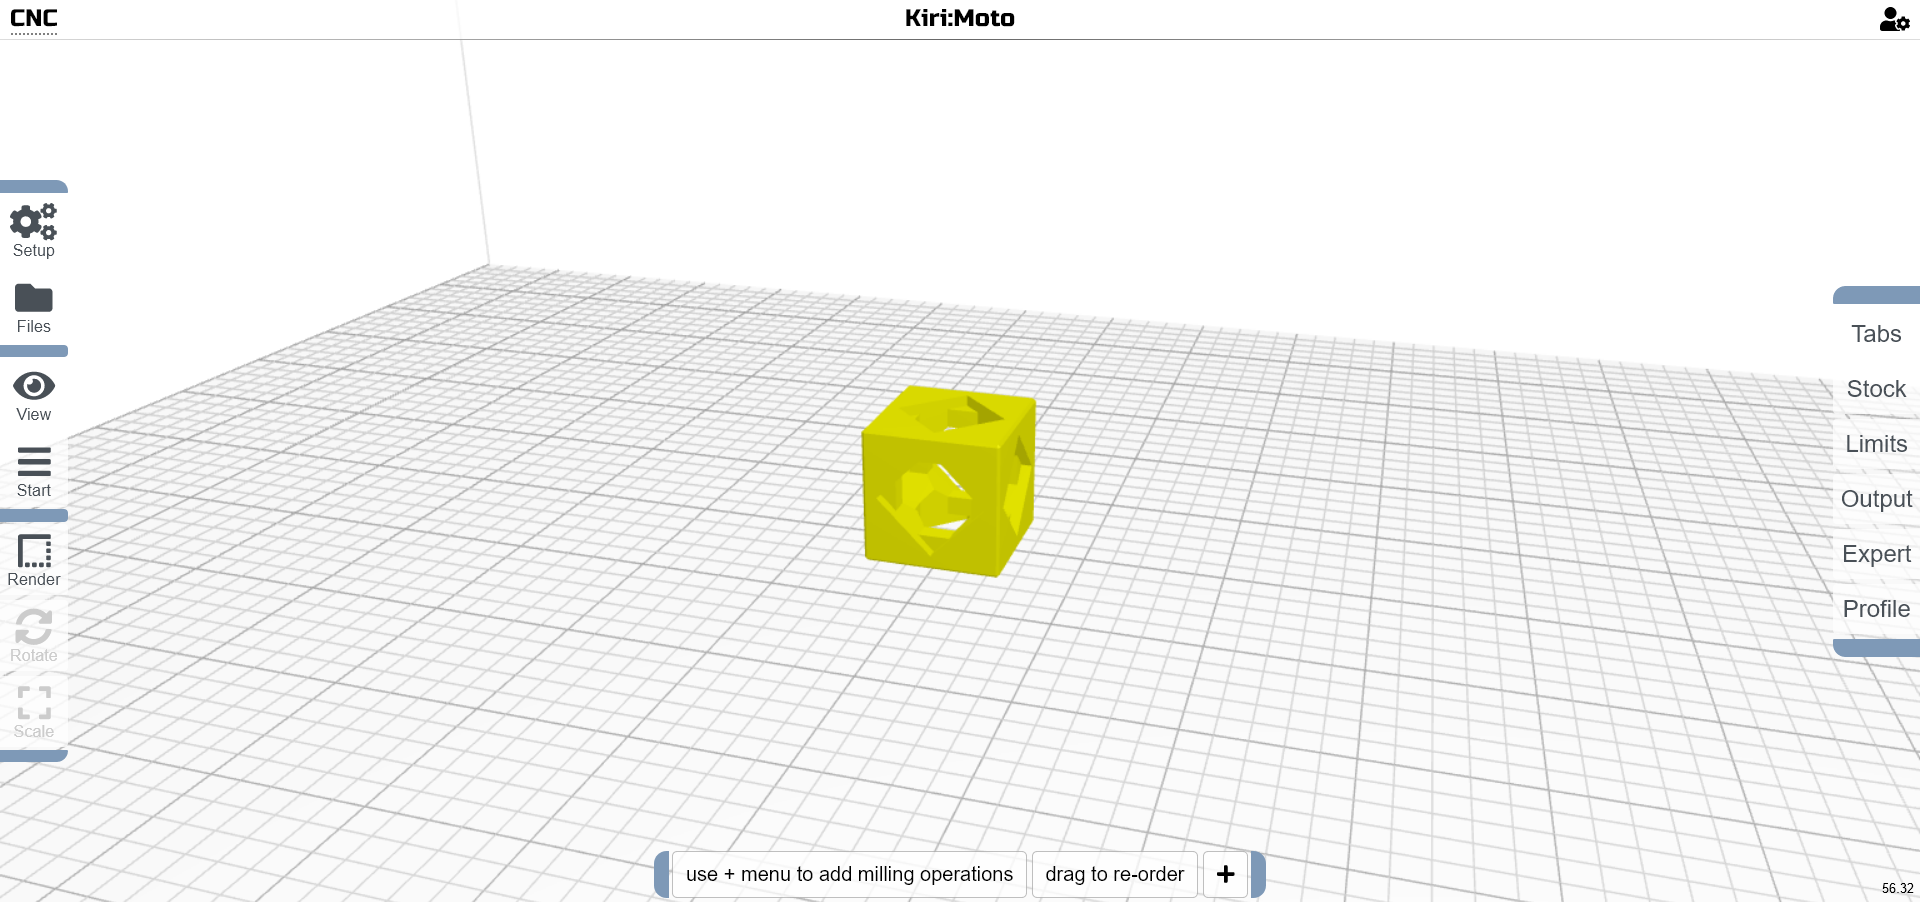 CNC
Kiri:Moto
Setup
Files
View
Start
Render
Rotate
Scale
Tabs
Stock
Limits
Output
Expert
Profile
use + menu to add milling operations
drag to re-order
+
56.32